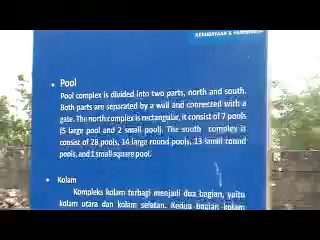 KEBUDAYAAN & PARIWISATA
• Pool
Pool complex is divided into two parts, north and south.
Both parts are separated by a wall and connected with a
gate. The north complex is rectangular, it consist of 7 pools
(5 large pool and 2 small pool). The south complex is
consist of 28 pools, 14 large round pools, 13 small round
pools, and 1 small square pool.
• Kolam
Kompleks kolam terbagi menjadi dua bagian, yaitu
kolam utara dan kolam selatan. Kedua bagian kolam